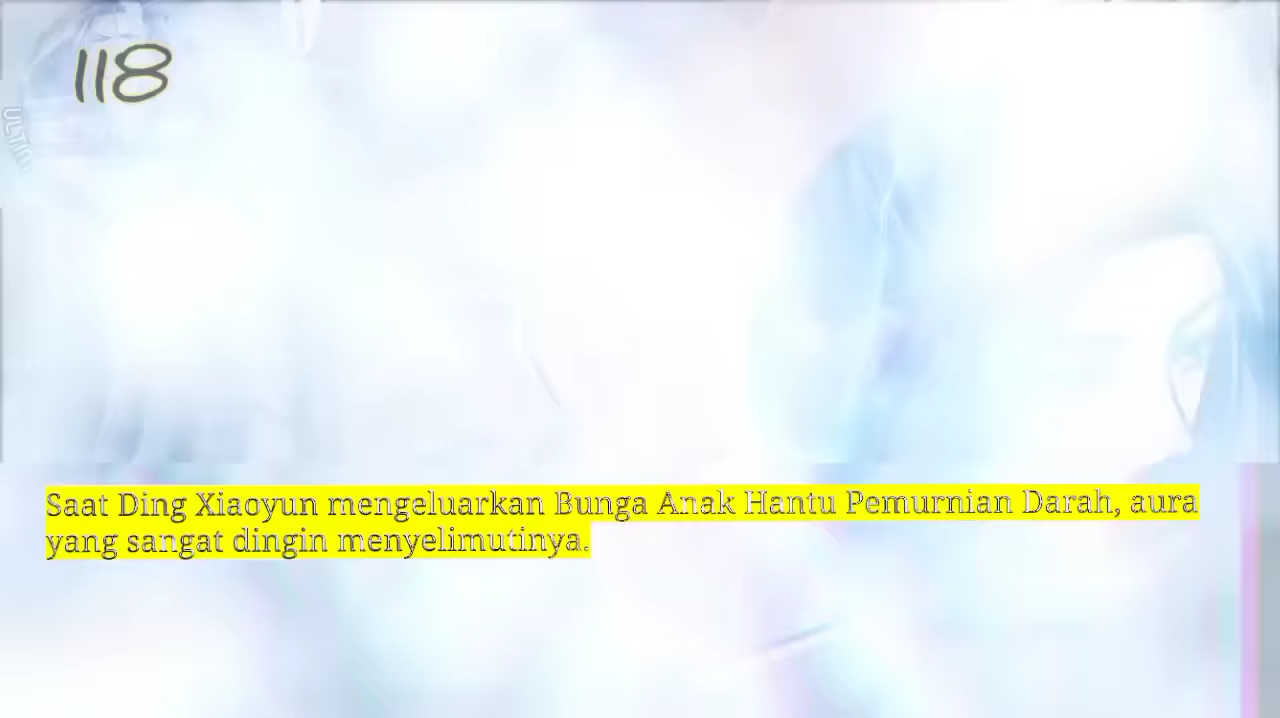 118
Saat Ding Xiaoyun mengeluarkan Bunga Anak Hantu Pemurnian Darah, aura
yang sangat dingin menyelimutinya.